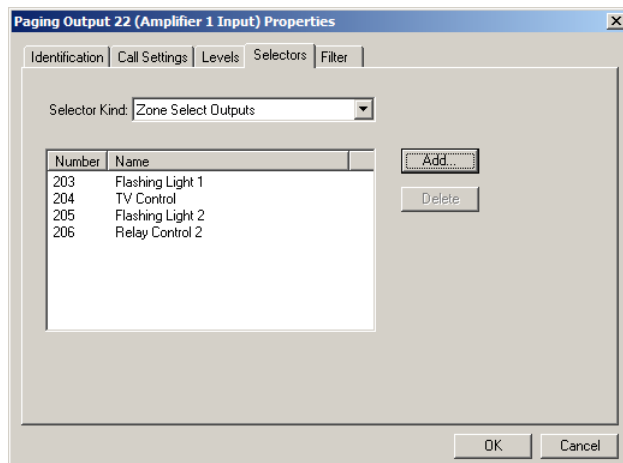 Paging Output 22 (Amplifier 1 Input) Properties
Identification Call Settings Levels Selectors Filter
Selector Kind: Zone Select Outputs
Number Name
Add...
203 Flashing Light 1
204 TV Control
Delete
205 Flashing Light 2
206 Relay Control 2
OK Cancel